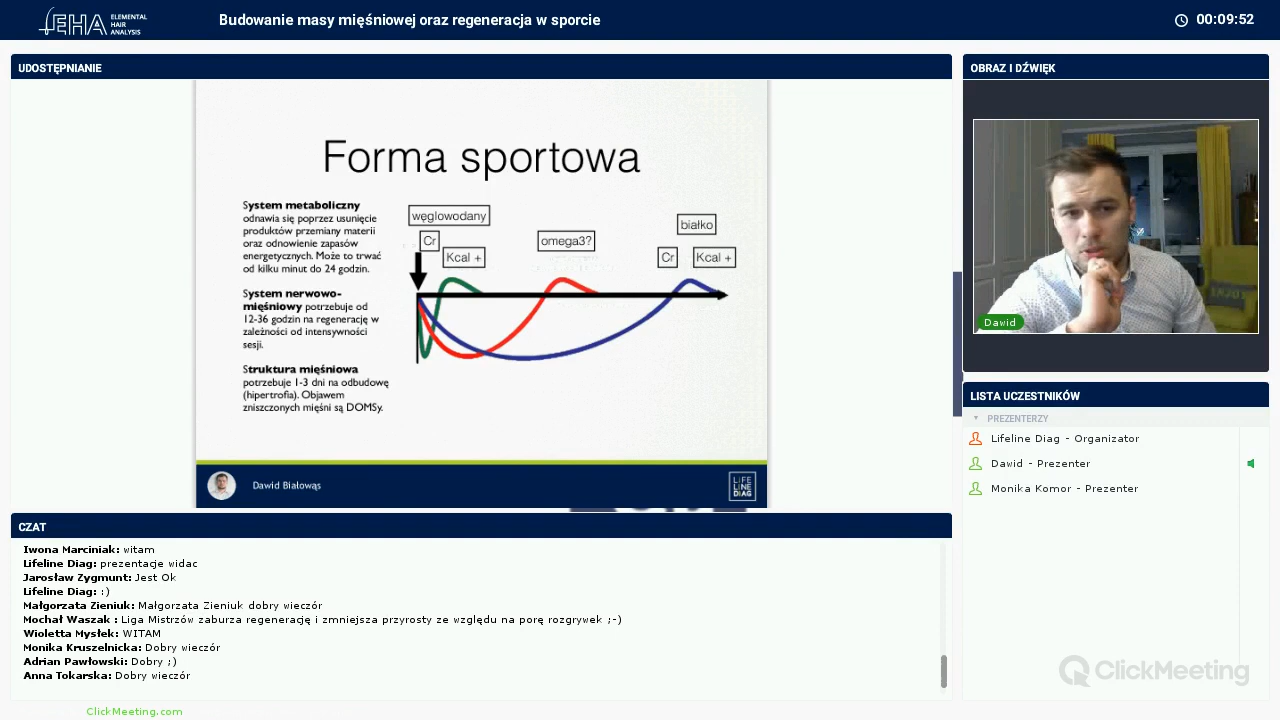 EHA ELEMENTAL HAIR ANALYSIS
Budowanie masy mięśniowej oraz regeneracja w sporcie
00:09:52
UDOSTĘPNIANIE
Forma sportowa
System metaboliczny
odnawia się poprzez usunięcie
produktów przemiany materii
oraz odnowienie zapasów
energetycznych. Może to trwać
od kilku minut do 24 godzin.
System nerwowo-
mięśniowy potrzebuje od
12-36 godzin na regenerację w
zależności od intensywności
sesji.
Struktura mięśniowa
potrzebuje 1-3 dni na odbudowę
(hipertrofia). Objawem
zniszczonych mięśni są DOMSy.
węglowodany
Cr
Kcal +
omega3?
białko
Cr
Kcal +
Dawid Białowąs
LIFE
LINE
DIAG
OBRAZ I DŹWIĘK
ENJOY
Dawid
LISTA UCZESTNIKÓW
PREZENTERZY
Lifeline Diag - Organizator
Dawid - Prezenter
Monika Komor - Prezenter
CZAT
Iwona Marciniak: witam
Lifeline Diag: prezentacje widac
Jarosław Zygmunt: Jest Ok
Lifeline Diag: :)
Małgorzata Zieniuk: Małgorzata Zieniuk dobry wieczór
Mochał Waszak : Liga Mistrzów zaburza regenerację i zmniejsza przyrosty ze względu na porę rozgrywek ;-)
Wioletta Mysłek: WITAM
Monika Kruszelnicka: Dobry wieczór
Adrian Pawłowski: Dobry ;)
Anna Tokarska: Dobry wieczór
ClickMeeting
ClickMeeting.com